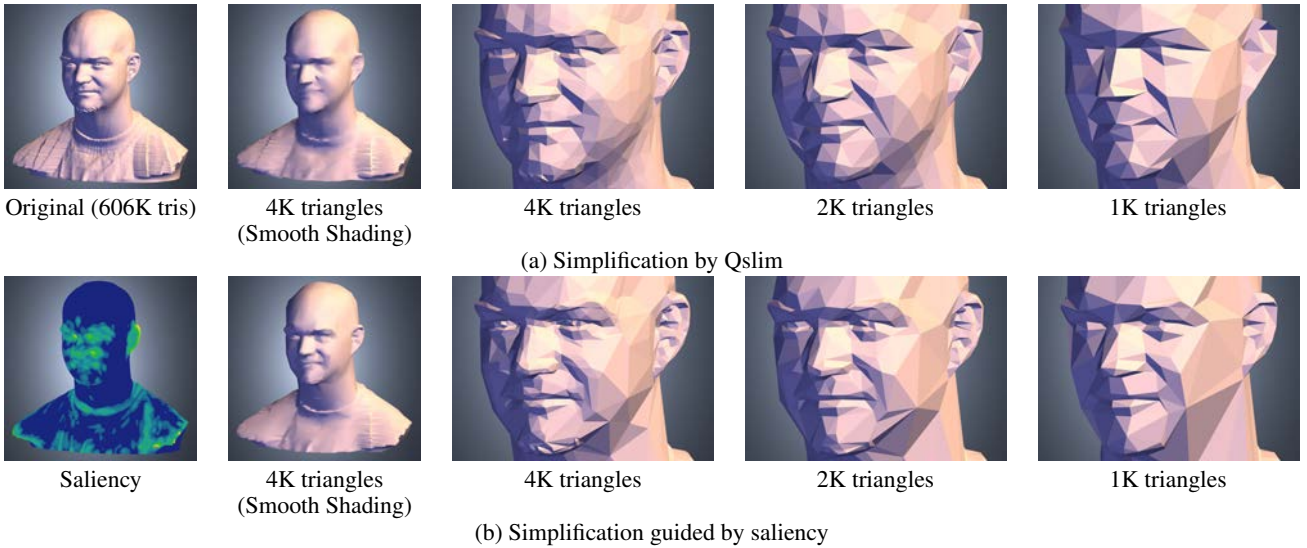 Original (606K tris)
4K triangles
(Smooth Shading)
4K triangles
2K triangles
1K triangles
(a) Simplification by Qslim
Saliency
4K triangles
(Smooth Shading)
4K triangles
2K triangles
1K triangles
(b) Simplification guided by saliency